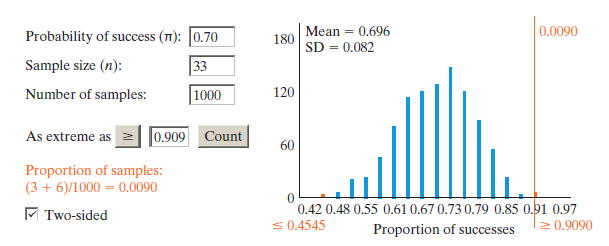 Probability of success (π): 0.70
Sample size (n): 33
Number of samples: 1000
As extreme as ≥ 0.909 Count
Proportion of samples:
(3 + 6)/1000 = 0.0090
Two-sided
Mean = 0.696
SD = 0.082
0.0090
180
120
60
0
0.42 0.48 0.55 0.61 0.67 0.73 0.79 0.85 0.91 0.97
≤ 0.4545
≥ 0.9090
Proportion of successes